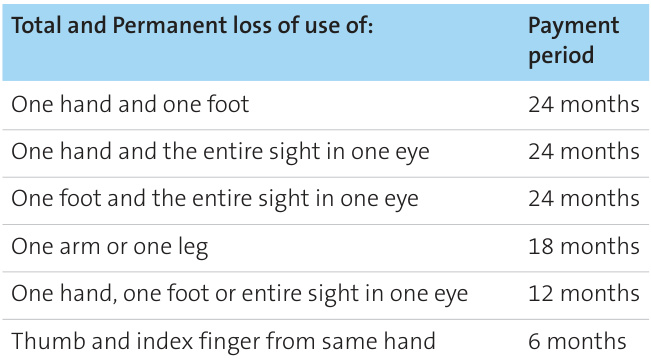 Total and Permanent loss of use of: Payment
period
One hand and one foot 24 months
One hand and the entire sight in one eye 24 months
One foot and the entire sight in one eye 24 months
One arm or one leg 18 months
One hand, one foot or entire sight in one eye 12 months
Thumb and index finger from same hand 6 months